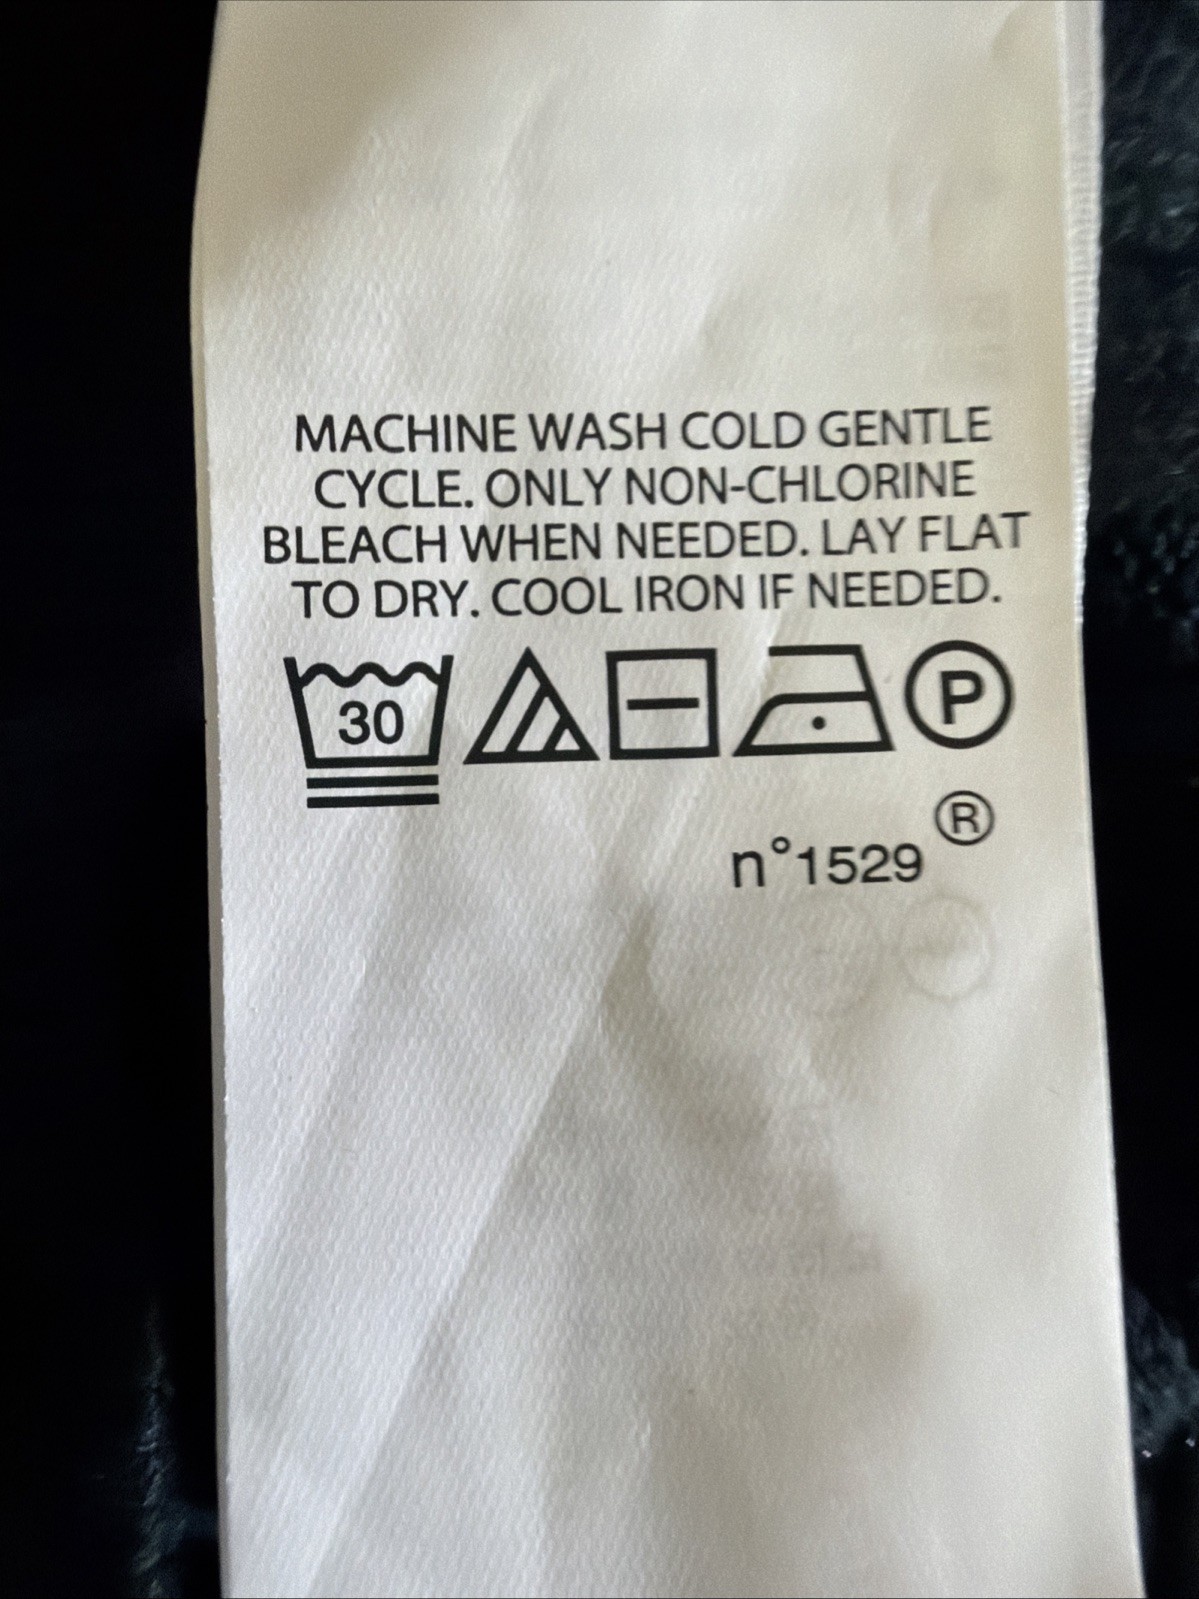 MACHINE WASH COLD GENTLE
CYCLE. ONLY NON-CHLORINE
BLEACH WHEN NEEDED. LAY FLAT
TO DRY. COOL IRON IF NEEDED.
30 P
®
n°1529